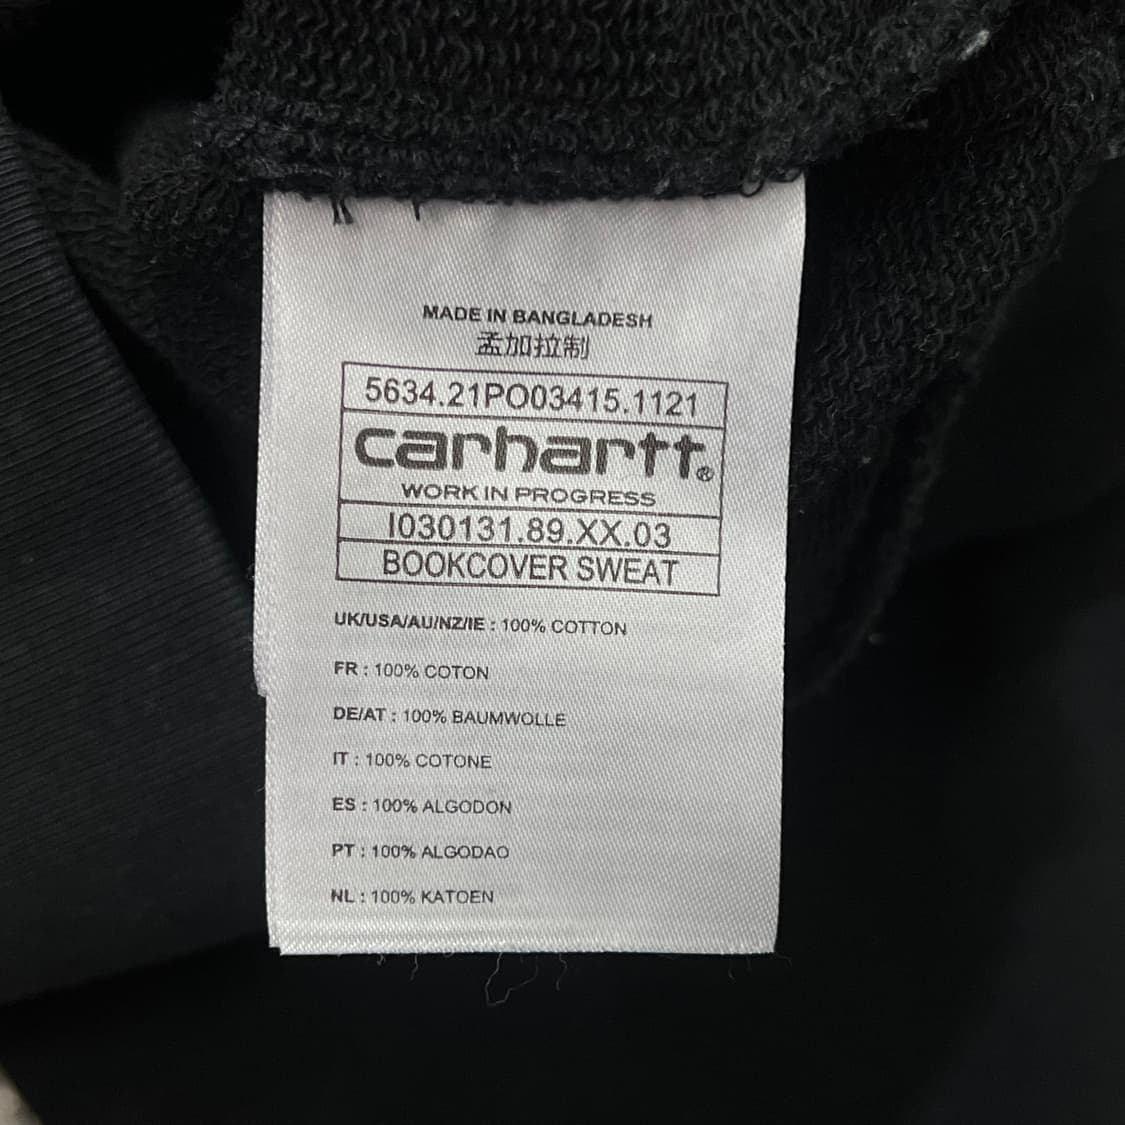 MADE IN BANGLADESH
孟加拉制
5634.21PO03415.1121
carhartt®
WORK IN PROGRESS
I030131.89.XX.03
BOOKCOVER SWEAT
UK/USA/AU/NZ/IE : 100% COTTON
FR : 100% COTON
DE/AT : 100% BAUMWOLLE
IT : 100% COTONE
ES : 100% ALGODON
PT : 100% ALGODAO
NL : 100% KATOEN